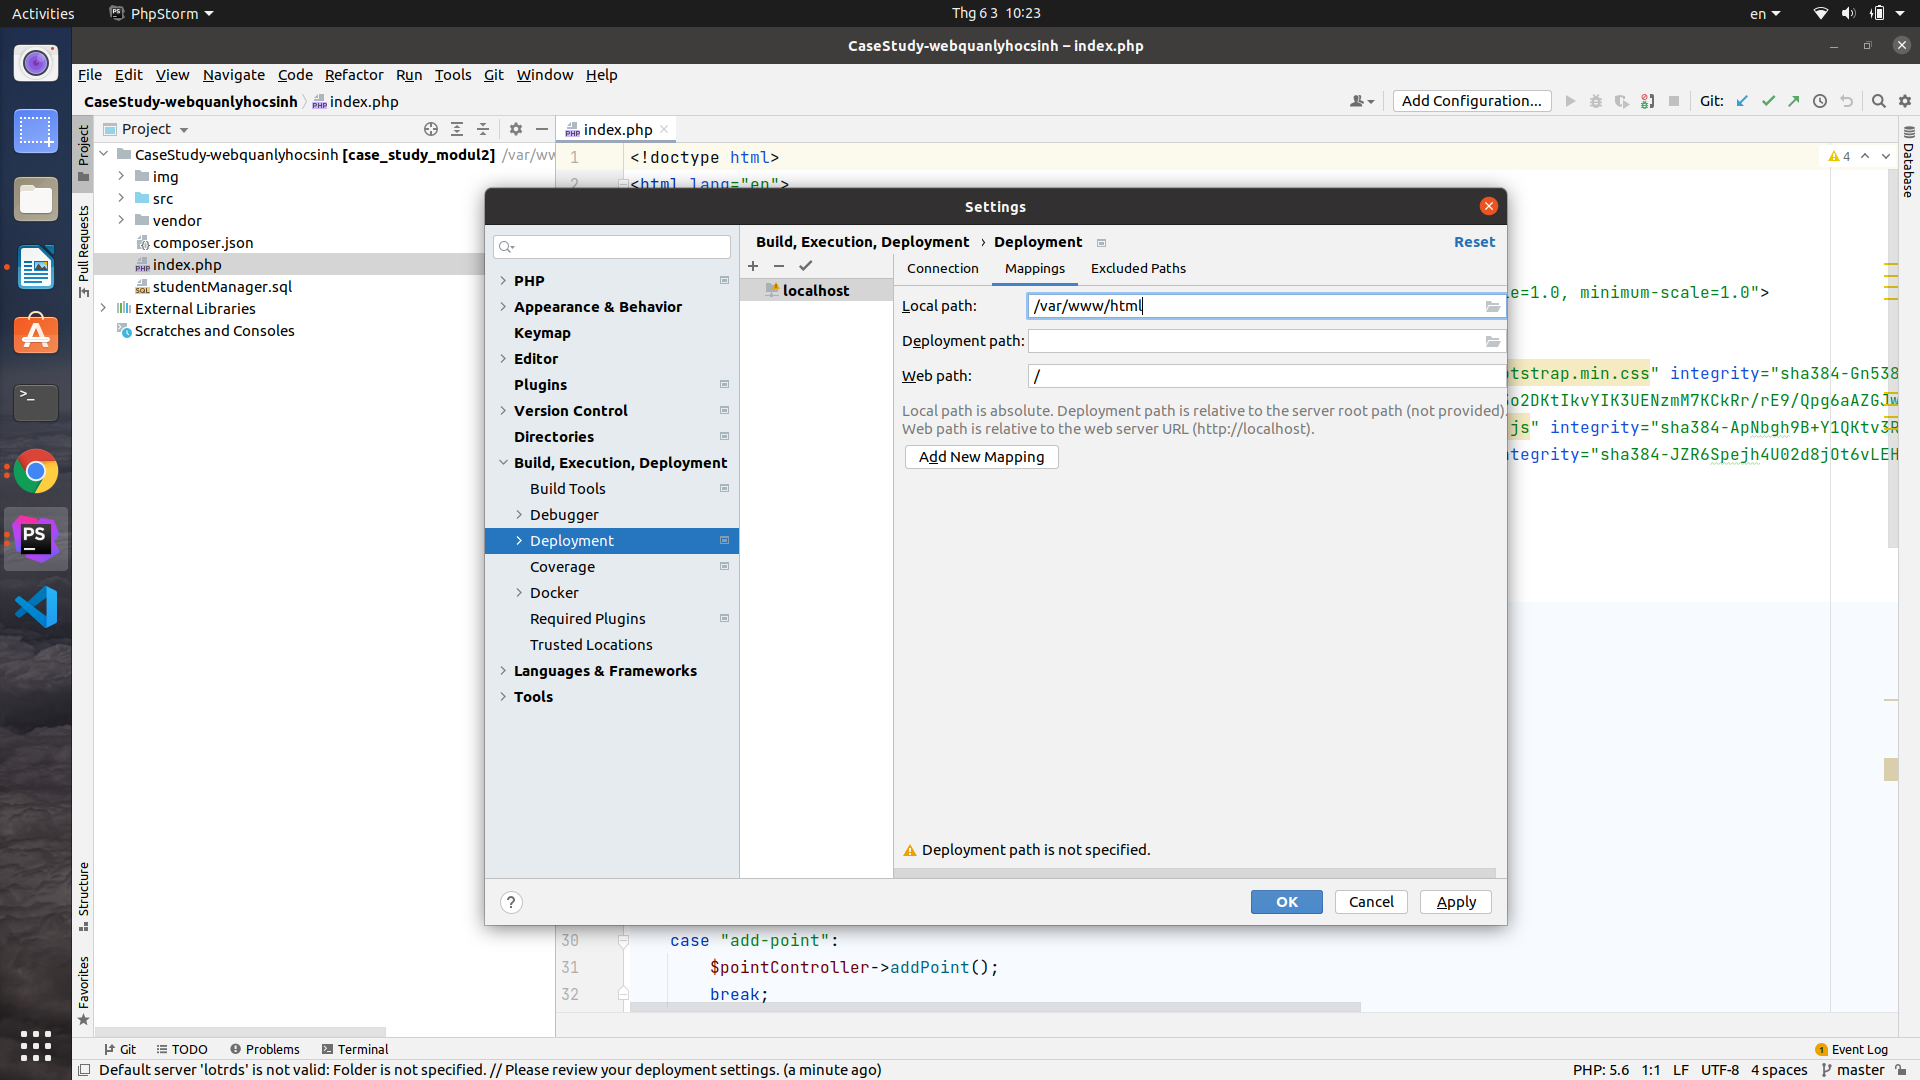 Activities
PhpStorm
Thg 6 3 10:23
en
CaseStudy-webquanlyhocsinh – index.php
File Edit View Navigate Code Refactor Run Tools Git Window Help
CaseStudy-webquanlyhocsinh
index.php
Add Configuration...
Git:
Project
Project
index.php
CaseStudy-webquanlyhocsinh [case_study_modul2] /var/ww
img
src
vendor
composer.json
index.php
studentManager.sql
External Libraries
Scratches and Consoles
Pull Requests
Structure
Favorites
Database
4
1 <!doctype html>
2 <html lang="en">
e=1.0, minimum-scale=1.0">
tstrap.min.css" integrity="sha384-Gn538
o2DKtIkvYIK3UENzmM7KCkRr/rE9/Qpg6aAZGJw
js" integrity="sha384-ApNbgh9B+Y1QKtv3R
tegrity="sha384-JZR6Spejh4U02d8jOt6vLEH
Settings
PHP
Appearance & Behavior
Keymap
Editor
Plugins
Version Control
Directories
Build, Execution, Deployment
Build Tools
Debugger
Deployment
Coverage
Docker
Required Plugins
Trusted Locations
Languages & Frameworks
Tools
Build, Execution, Deployment › Deployment
Reset
localhost
Connection Mappings Excluded Paths
Local path: /var/www/html
Deployment path:
Web path: /
Local path is absolute. Deployment path is relative to the server root path (not provided).
Web path is relative to the web server URL (http://localhost).
Add New Mapping
Deployment path is not specified.
?
OK
Cancel
Apply
30 case "add-point":
31 $pointController->addPoint();
32 break;
Git
TODO
Problems
Terminal
1 Event Log
Default server 'lotrds' is not valid: Folder is not specified. // Please review your deployment settings. (a minute ago)
PHP: 5.6 1:1 LF UTF-8 4 spaces master